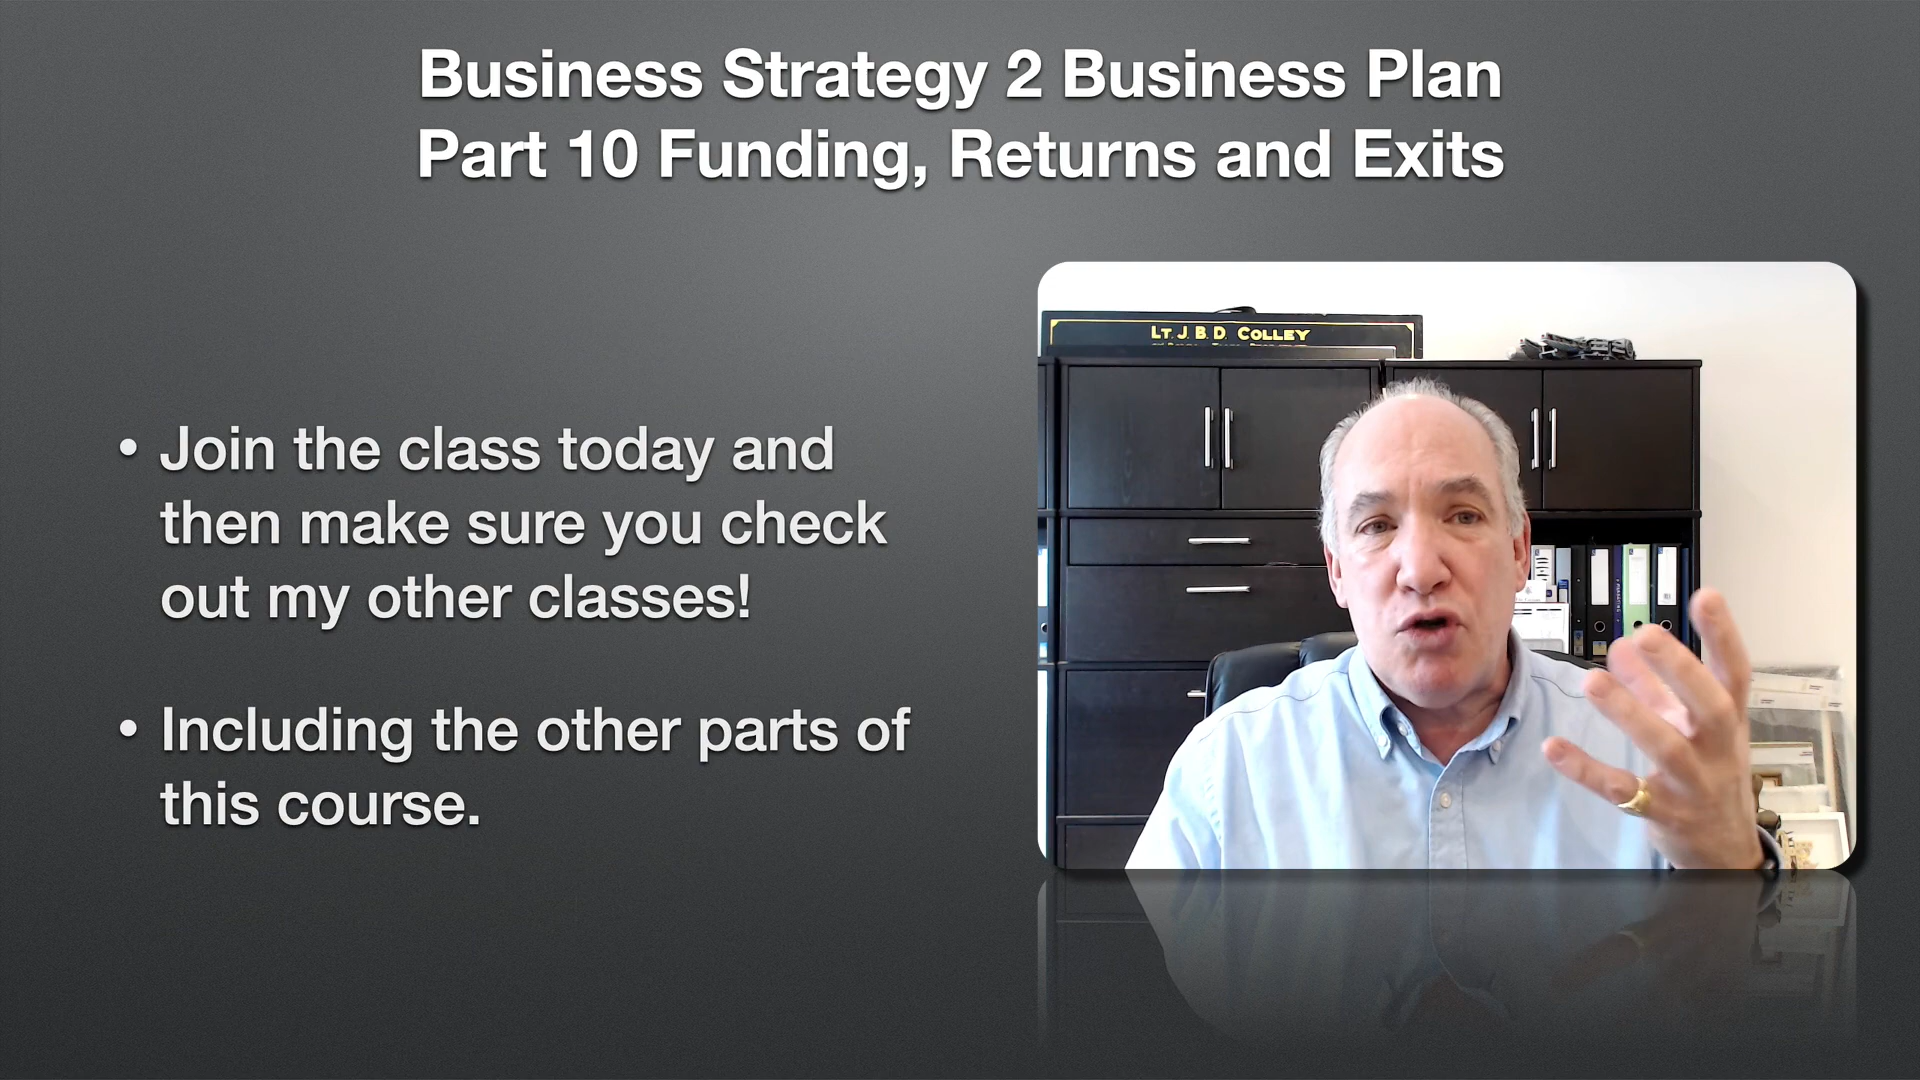 Business Strategy 2 Business Plan
Part 10 Funding, Returns and Exits
• Join the class today and
then make sure you check
out my other classes!
• Including the other parts of
this course.
LT. J. B. D. COLLEY